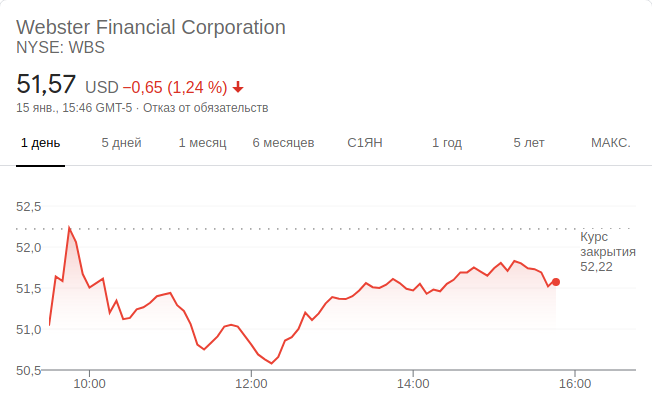 Webster Financial Corporation
NYSE: WBS
51,57 USD −0,65 (1,24 %)
15 янв., 15:46 GMT-5 · Отказ от обязательств
1 день 5 дней 1 месяц 6 месяцев С1ЯН 1 год 5 лет МАКС.
52,5
52,0
51,5
51,0
50,5
Курс
закрытия
52,22
10:00 12:00 14:00 16:00